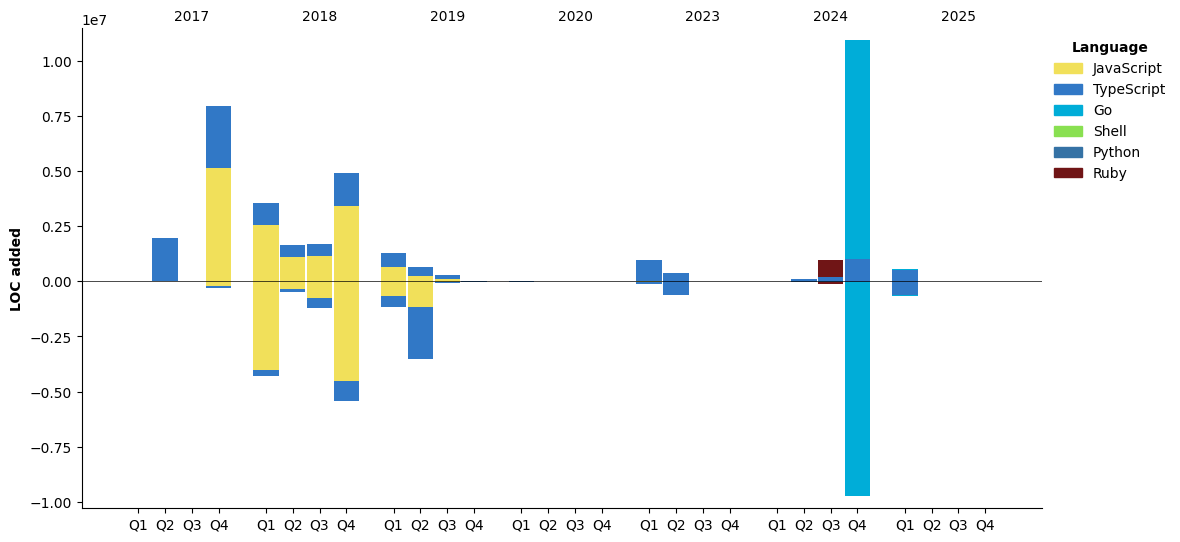 1e7
2017 2018 2019 2020 2023 2024 2025
Language
JavaScript
TypeScript
Go
Shell
Python
Ruby
LOC added
1.00
0.75
0.50
0.25
0.00
−0.25
−0.50
−0.75
−1.00
Q1 Q2 Q3 Q4 Q1 Q2 Q3 Q4 Q1 Q2 Q3 Q4 Q1 Q2 Q3 Q4 Q1 Q2 Q3 Q4 Q1 Q2 Q3 Q4 Q1 Q2 Q3 Q4